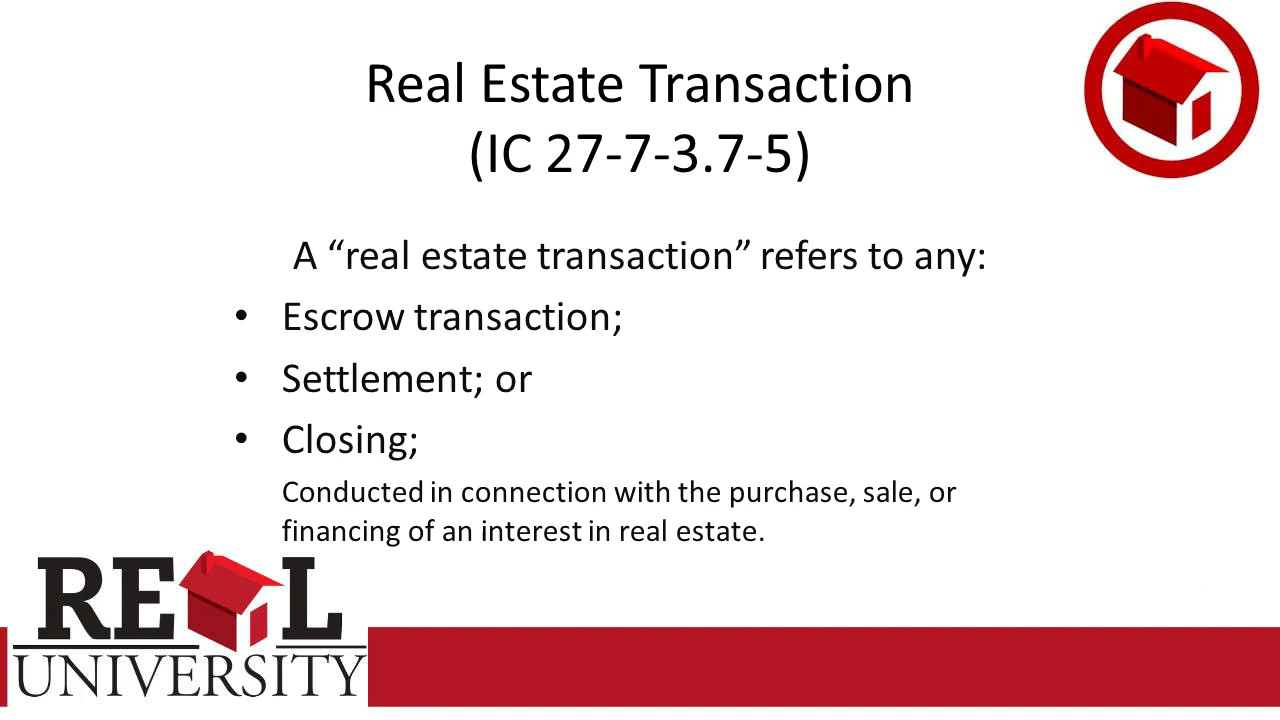 Real Estate Transaction
(IC 27-7-3.7-5)
A “real estate transaction” refers to any:
• Escrow transaction;
• Settlement; or
• Closing;
Conducted in connection with the purchase, sale, or
financing of an interest in real estate.
RE L
UNIVERSITY